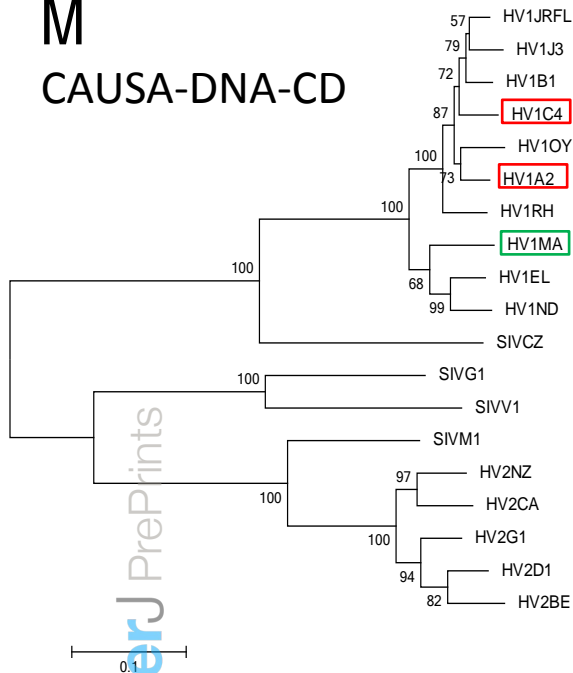 M
CAUSA-DNA-CD
HV1JRFL
57
HV1J3
79
HV1B1
72
HV1C4
87
HV1OY
73
HV1A2
100
HV1RH
100
HV1MA
68
HV1EL
99
HV1ND
100
SIVCZ
100
SIVG1
SIVV1
SIVM1
100
97
HV2NZ
HV2CA
100
HV2G1
94
HV2D1
82
HV2BE
erJ PrePrints
0.1